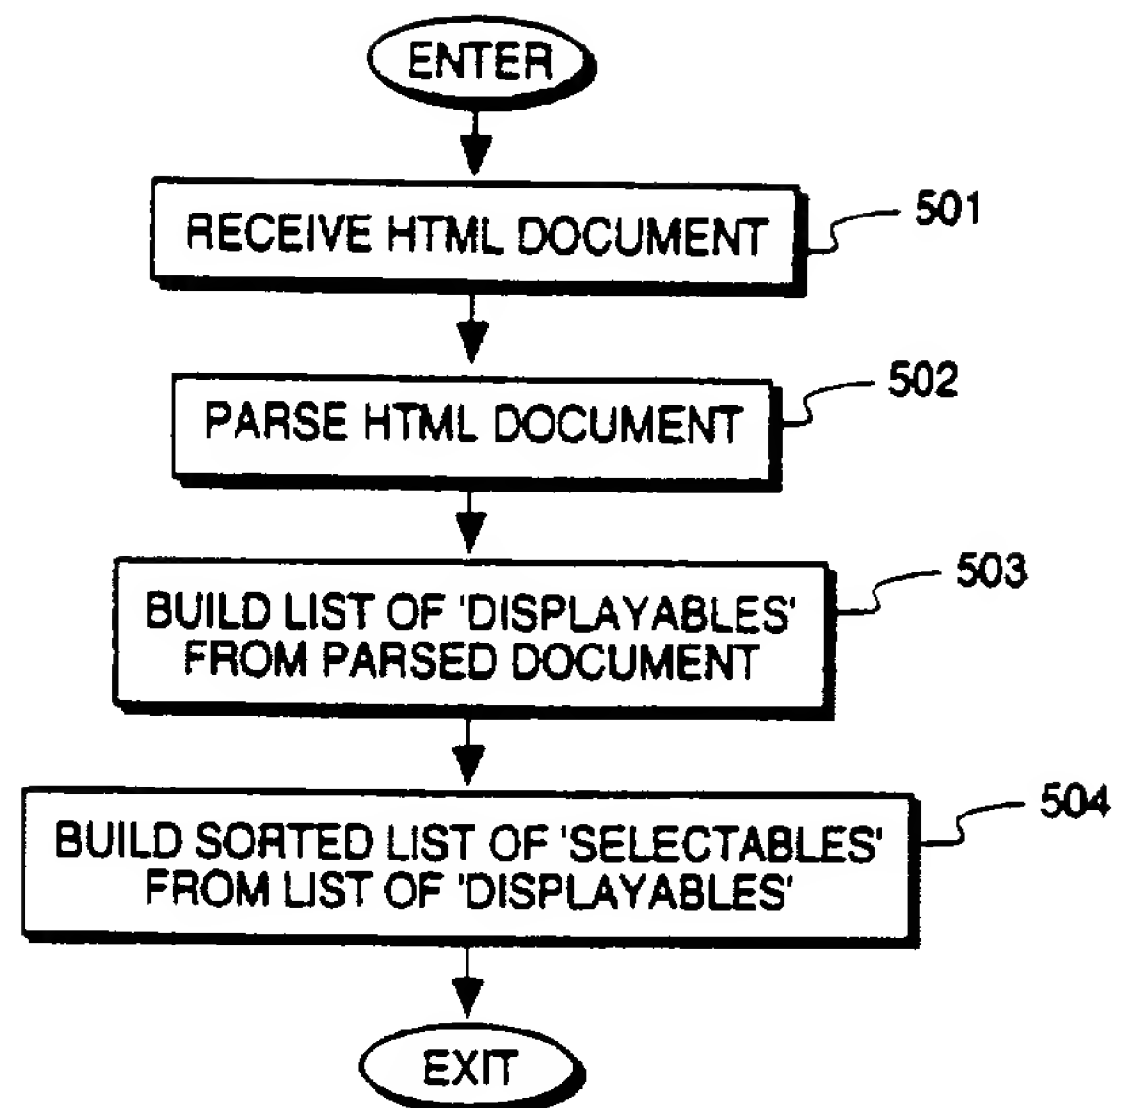 ENTER
RECEIVE HTML DOCUMENT
501
PARSE HTML DOCUMENT
502
BUILD LIST OF 'DISPLAYABLES'
FROM PARSED DOCUMENT
503
BUILD SORTED LIST OF 'SELECTABLES'
FROM LIST OF 'DISPLAYABLES'
504
EXIT